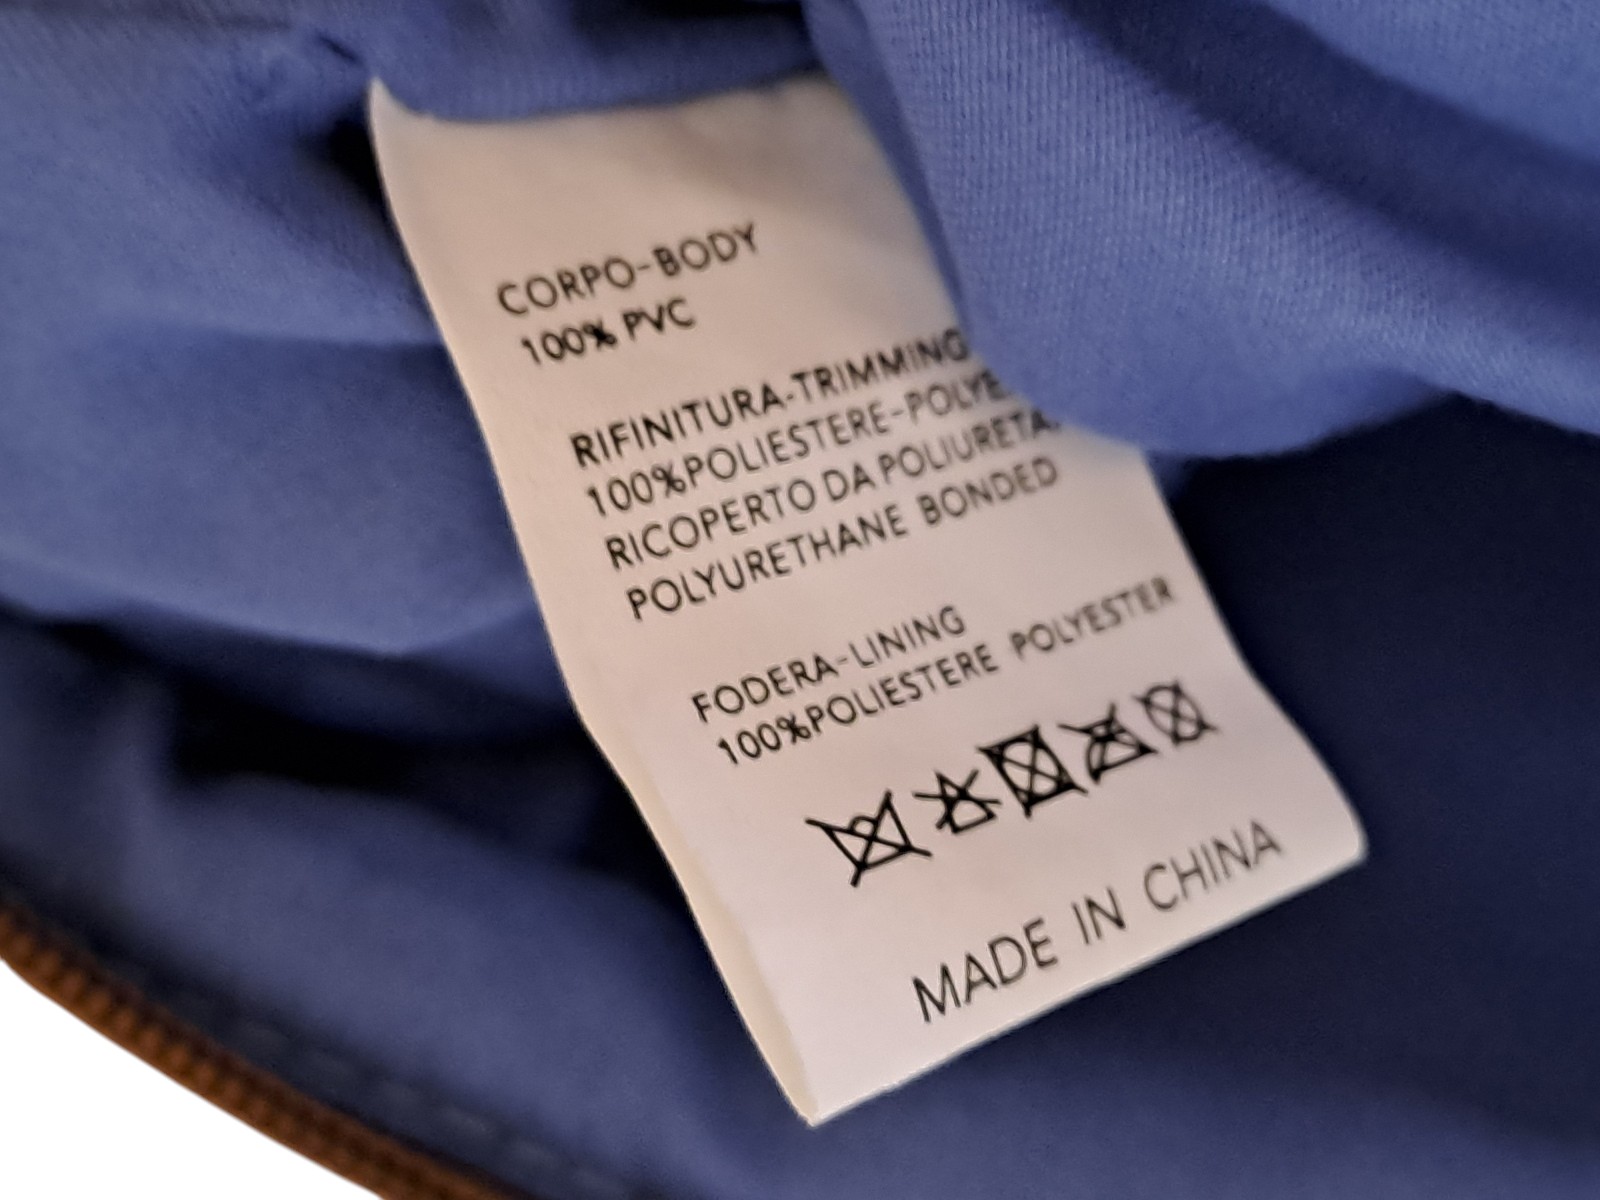 CORPO-BODY
100% PVC
RIFINITURA-TRIMMING
100%POLIESTERE-POLYE
RICOPERTO DA POLIURETA
POLYURETHANE BONDED
FODERA-LINING
100%POLIESTERE POLYESTER
MADE IN CHINA